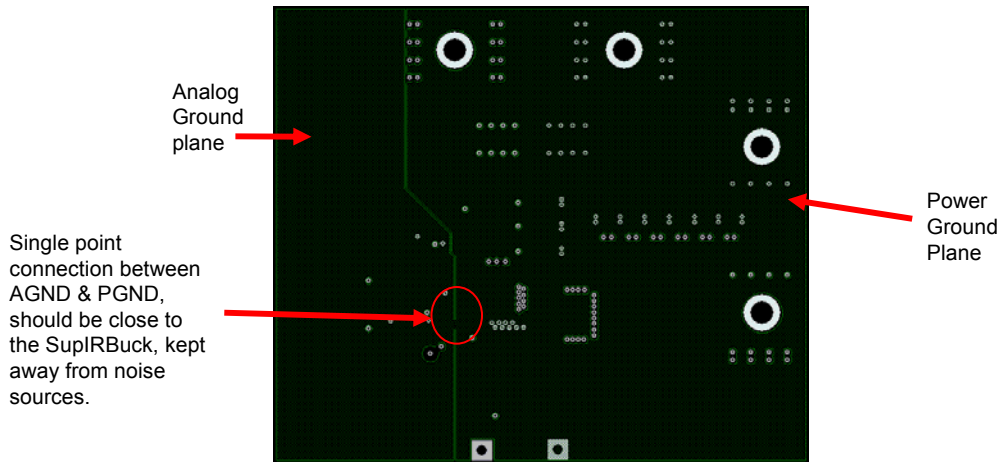 Analog
Ground
plane
Single point
connection between
AGND & PGND,
should be close to
the SupIRBuck, kept
away from noise
sources.
Power
Ground
Plane